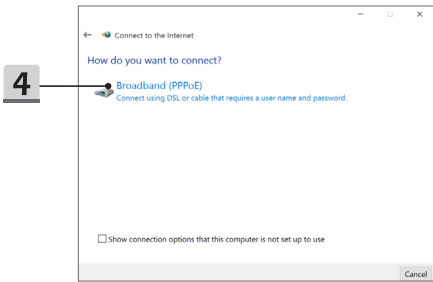 Connect to the Internet
How do you want to connect?
4
Broadband (PPPoE)
Connect using DSL or cable that requires a user name and password.
Show connection options that this computer is not set up to use
Cancel